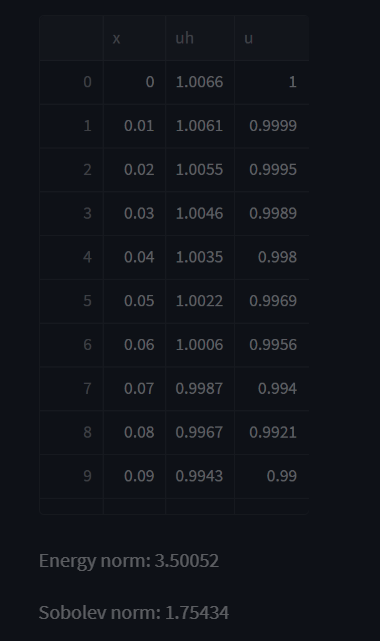 x uh u
0 0 1.0066 1
1 0.01 1.0061 0.9999
2 0.02 1.0055 0.9995
3 0.03 1.0046 0.9989
4 0.04 1.0035 0.998
5 0.05 1.0022 0.9969
6 0.06 1.0006 0.9956
7 0.07 0.9987 0.994
8 0.08 0.9967 0.9921
9 0.09 0.9943 0.99
Energy norm: 3.50052
Sobolev norm: 1.75434